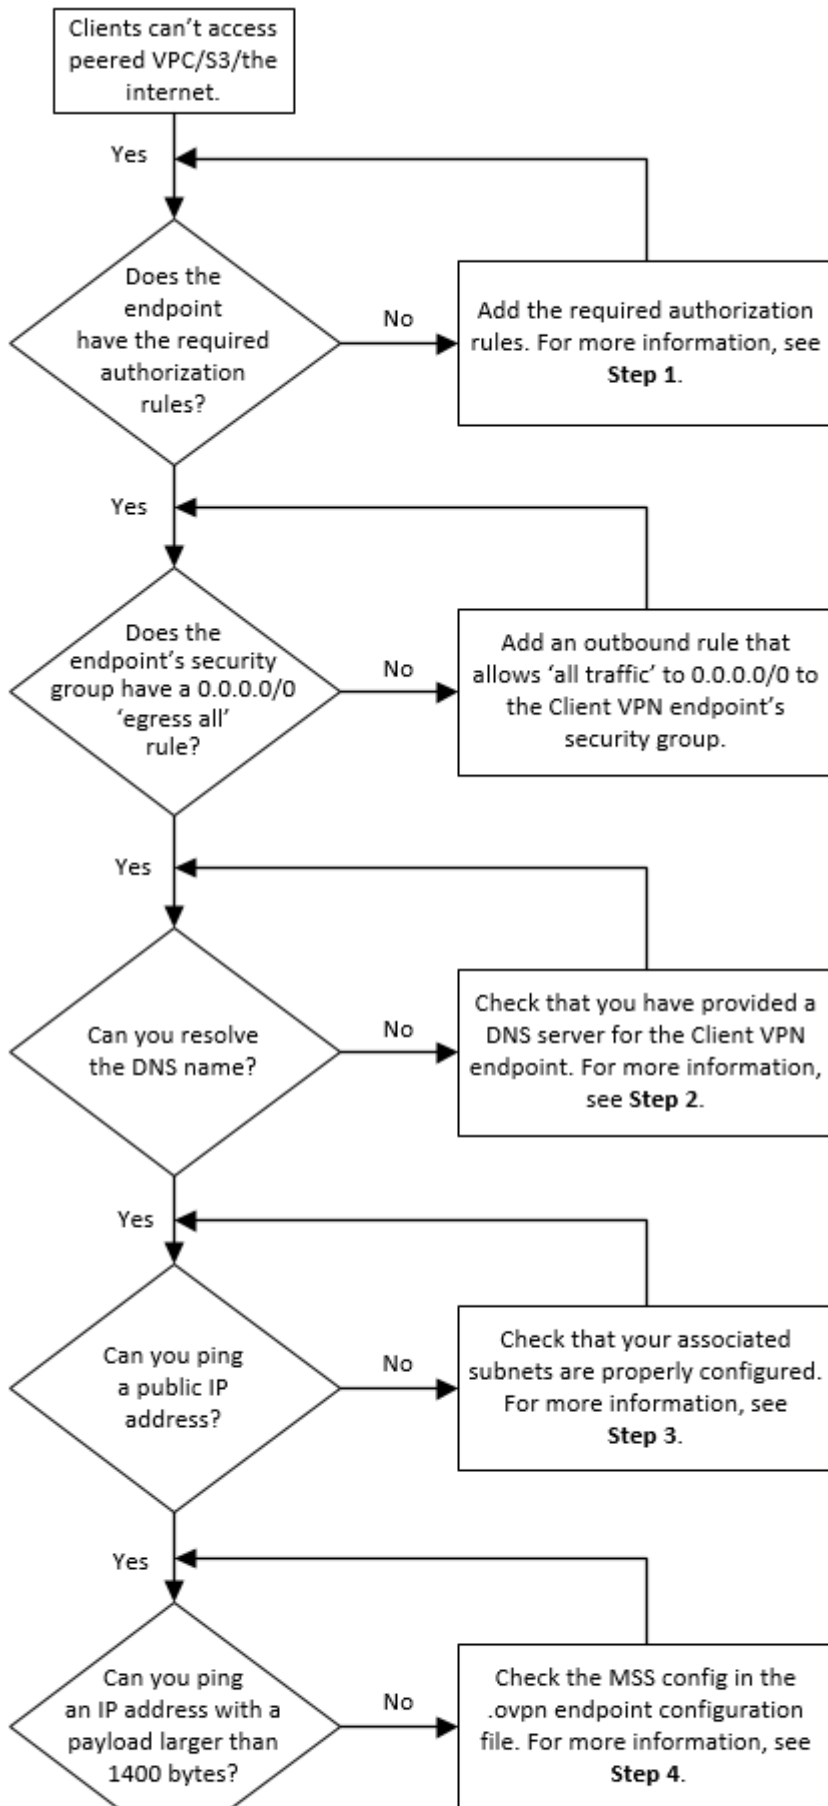 Clients can't access
peered VPC/S3/the
internet.
Yes
Does the
endpoint
have the required
authorization
rules?
No
Add the required authorization
rules. For more information, see
Step 1.
Yes
Does the
endpoint's security
group have a 0.0.0.0/0
'egress all'
rule?
No
Add an outbound rule that
allows 'all traffic' to 0.0.0.0/0 to
the Client VPN endpoint's
security group.
Yes
Can you resolve
the DNS name?
No
Check that you have provided a
DNS server for the Client VPN
endpoint. For more information,
see Step 2.
Yes
Can you ping
a public IP
address?
No
Check that your associated
subnets are properly configured.
For more information, see
Step 3.
Yes
Can you ping
an IP address with a
payload larger than
1400 bytes?
No
Check the MSS config in the
.ovpn endpoint configuration
file. For more information, see
Step 4.